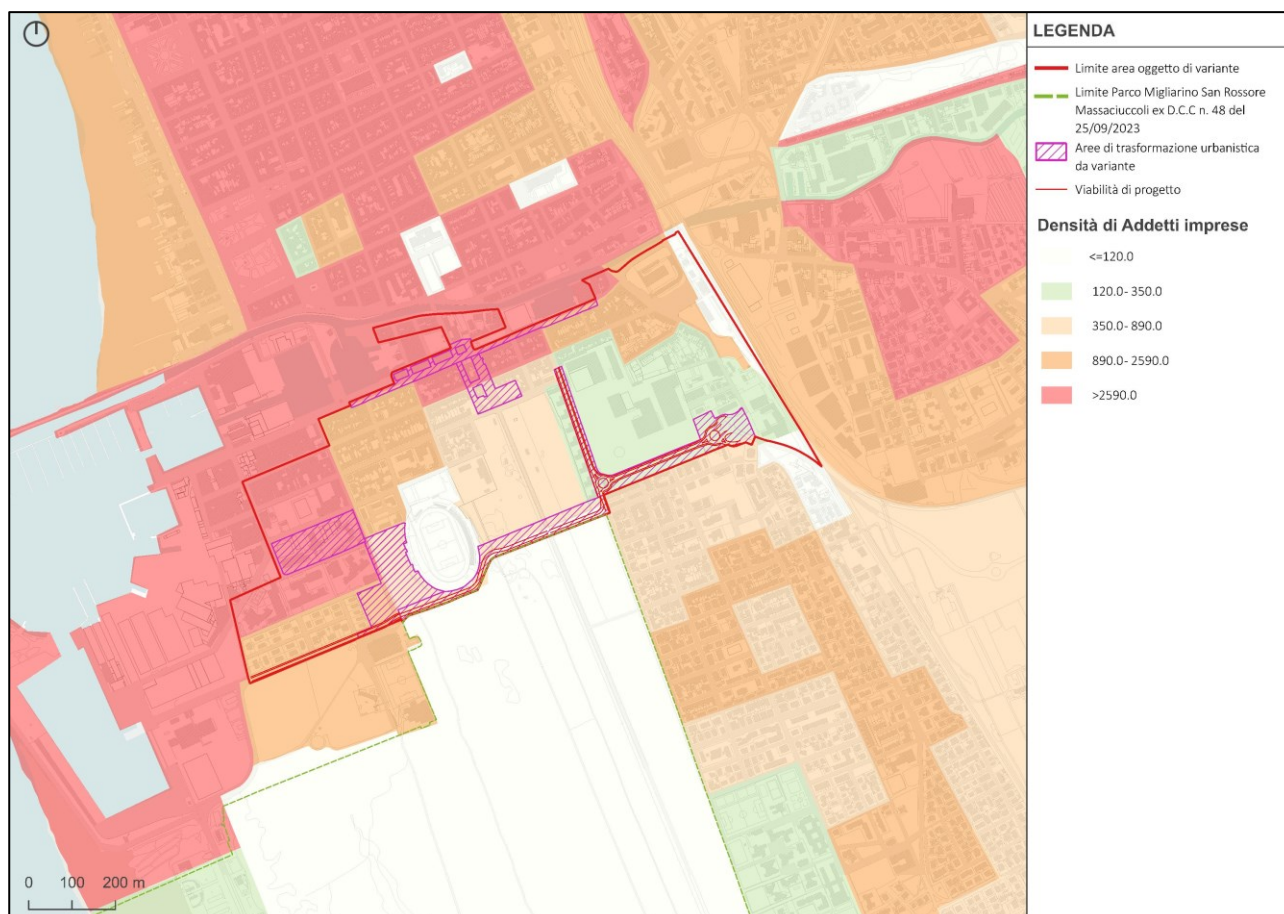 LEGENDA
Limite area oggetto di variante
Limite Parco Migliarino San Rossore
Massaciuccoli ex D.C.C n. 48 del
25/09/2023
Aree di trasformazione urbanistica
da variante
Viabilità di progetto
Densità di Addetti imprese
<=120.0
120.0- 350.0
350.0- 890.0
890.0- 2590.0
>2590.0
0 100 200 m